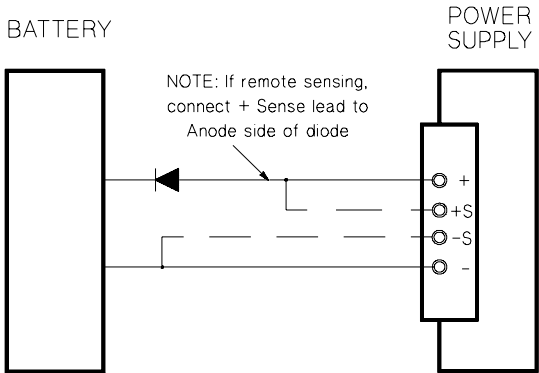 BATTERY
POWER
SUPPLY
NOTE: If remote sensing,
connect + Sense lead to
Anode side of diode
+
+S
-S
-